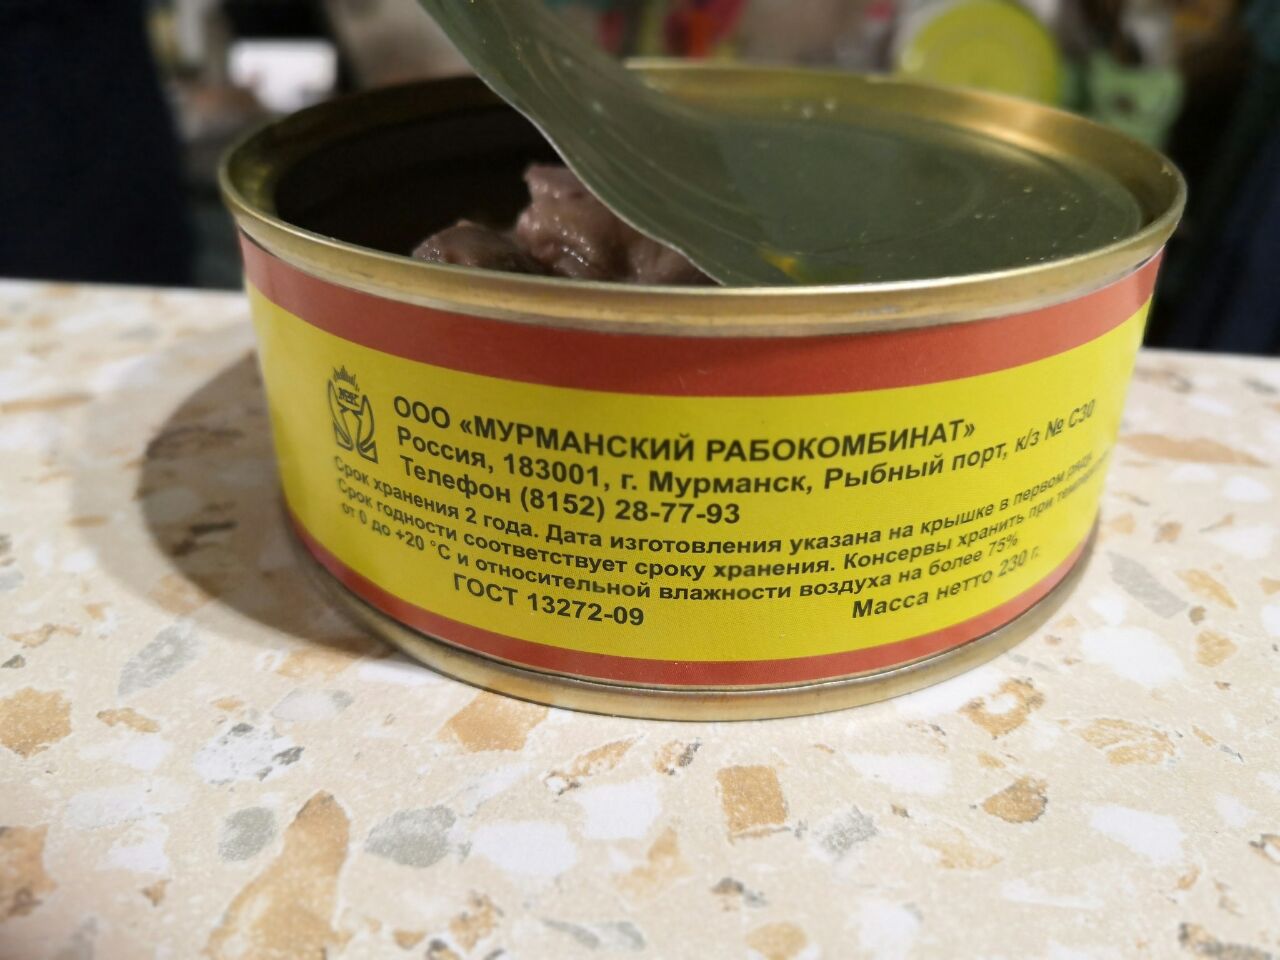 МРК
ООО «МУРМАНСКИЙ РАБОКОМБИНАТ»
Россия, 183001, г. Мурманск, Рыбный порт, к/з № С30
Телефон (8152) 28-77-93
Срок хранения 2 года. Дата изготовления указана на крышке в первом ряду.
Срок годности соответствует сроку хранения. Консервы хранить при температуре
от 0 до +20 °С и относительной влажности воздуха на более 75%
ГОСТ 13272-09
Масса нетто 230 г.